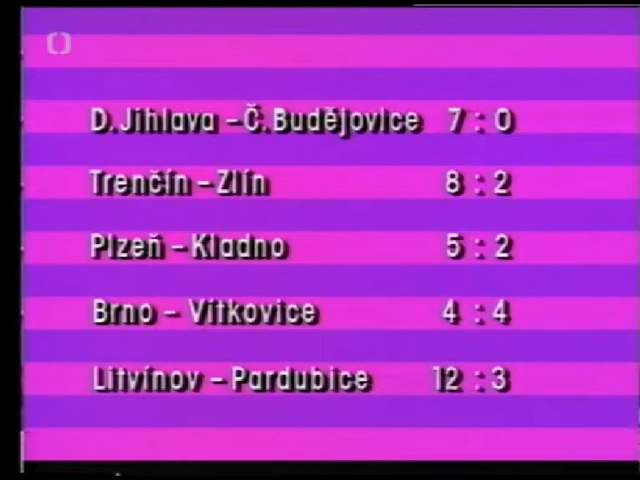 D.Jihlava – Č.Budějovice 7 : 0
Trenčín – Zlín 8 : 2
Plzeň – Kladno 5 : 2
Brno – Vítkovice 4 : 4
Litvínov – Pardubice 12 : 3